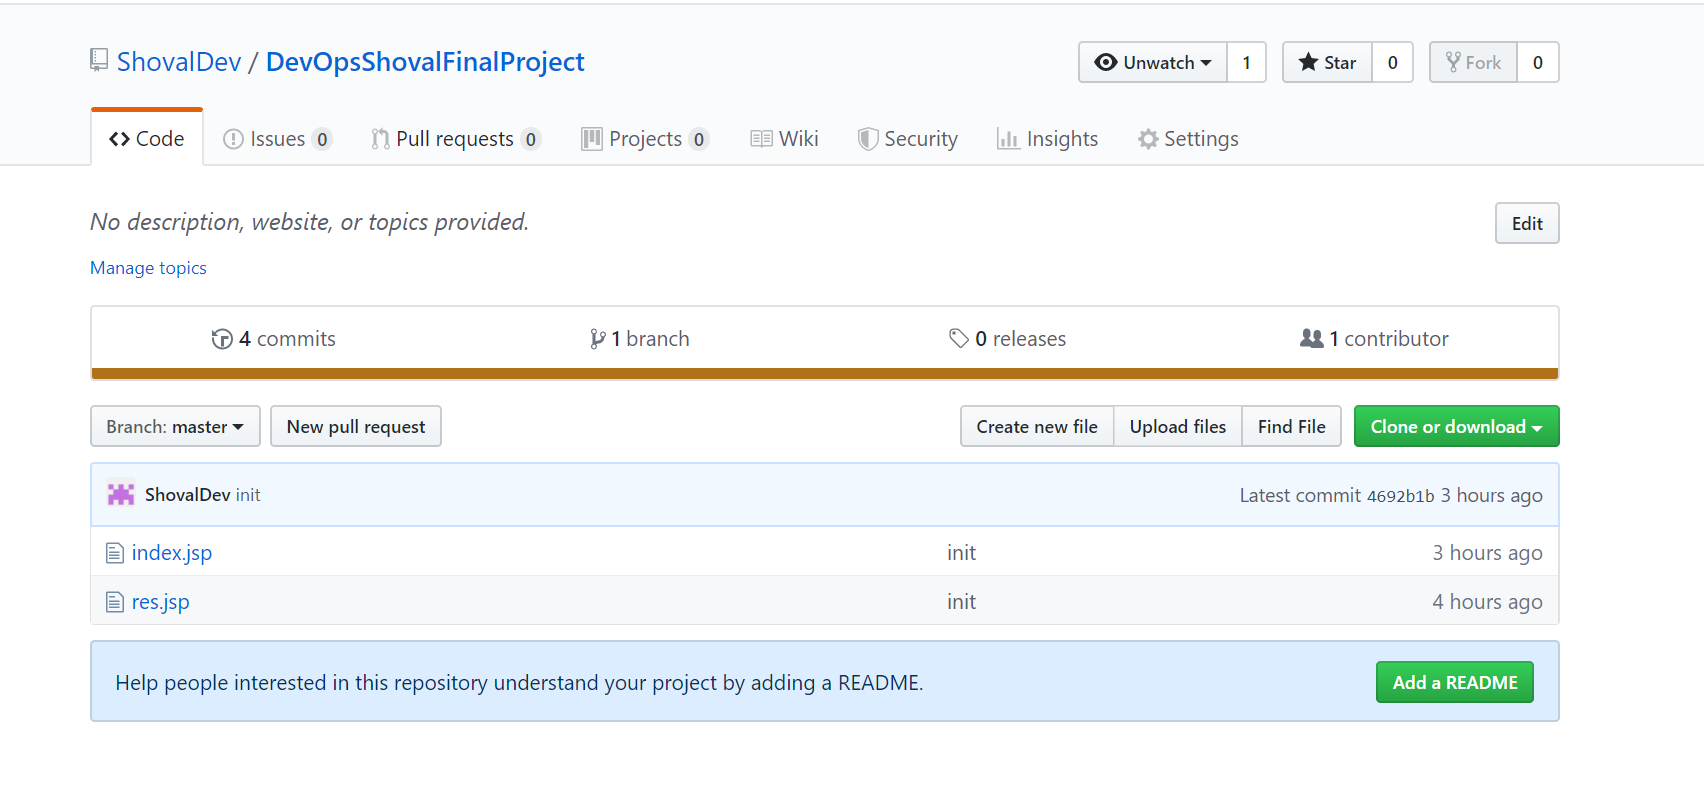 ShovalDev / DevOpsShovalFinalProject
Unwatch 1 Star 0 Fork 0
Code Issues 0 Pull requests 0 Projects 0 Wiki Security Insights Settings
No description, website, or topics provided.
Edit
Manage topics
4 commits 1 branch 0 releases 1 contributor
Branch: master New pull request Create new file Upload files Find File Clone or download
ShovalDev init Latest commit 4692b1b 3 hours ago
index.jsp init 3 hours ago
res.jsp init 4 hours ago
Help people interested in this repository understand your project by adding a README. Add a README